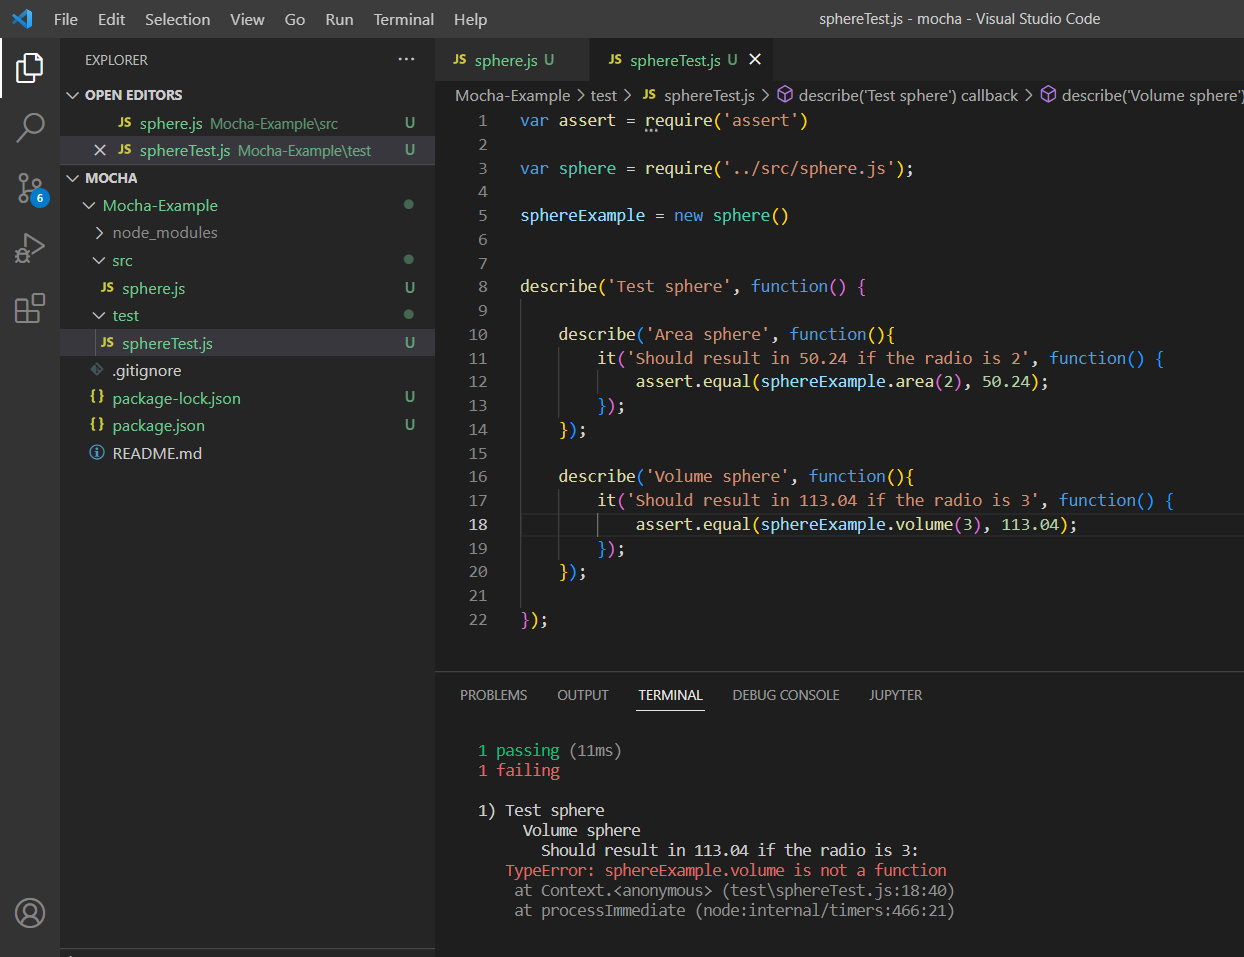 File Edit Selection View Go Run Terminal Help sphereTest.js - mocha - Visual Studio Code
EXPLORER ···
OPEN EDITORS
JS sphere.js Mocha-Example\src U
JS sphereTest.js Mocha-Example\test U
MOCHA
Mocha-Example
node_modules
src
JS sphere.js U
test
JS sphereTest.js U
.gitignore
{} package-lock.json U
{} package.json U
README.md
6
JS sphere.js U JS sphereTest.js U
Mocha-Example > test > JS sphereTest.js > describe('Test sphere') callback > describe('Volume sphere')
1 var assert = require('assert')
2
3 var sphere = require('../src/sphere.js');
4
5 sphereExample = new sphere()
6
7
8 describe('Test sphere', function() {
9
10 describe('Area sphere', function(){
11 it('Should result in 50.24 if the radio is 2', function() {
12 assert.equal(sphereExample.area(2), 50.24);
13 });
14 });
15
16 describe('Volume sphere', function(){
17 it('Should result in 113.04 if the radio is 3', function() {
18 assert.equal(sphereExample.volume(3), 113.04);
19 });
20 });
21
22 });
PROBLEMS OUTPUT TERMINAL DEBUG CONSOLE JUPYTER
1 passing (11ms)
1 failing
1) Test sphere
Volume sphere
Should result in 113.04 if the radio is 3:
TypeError: sphereExample.volume is not a function
at Context.<anonymous> (test\sphereTest.js:18:40)
at processImmediate (node:internal/timers:466:21)